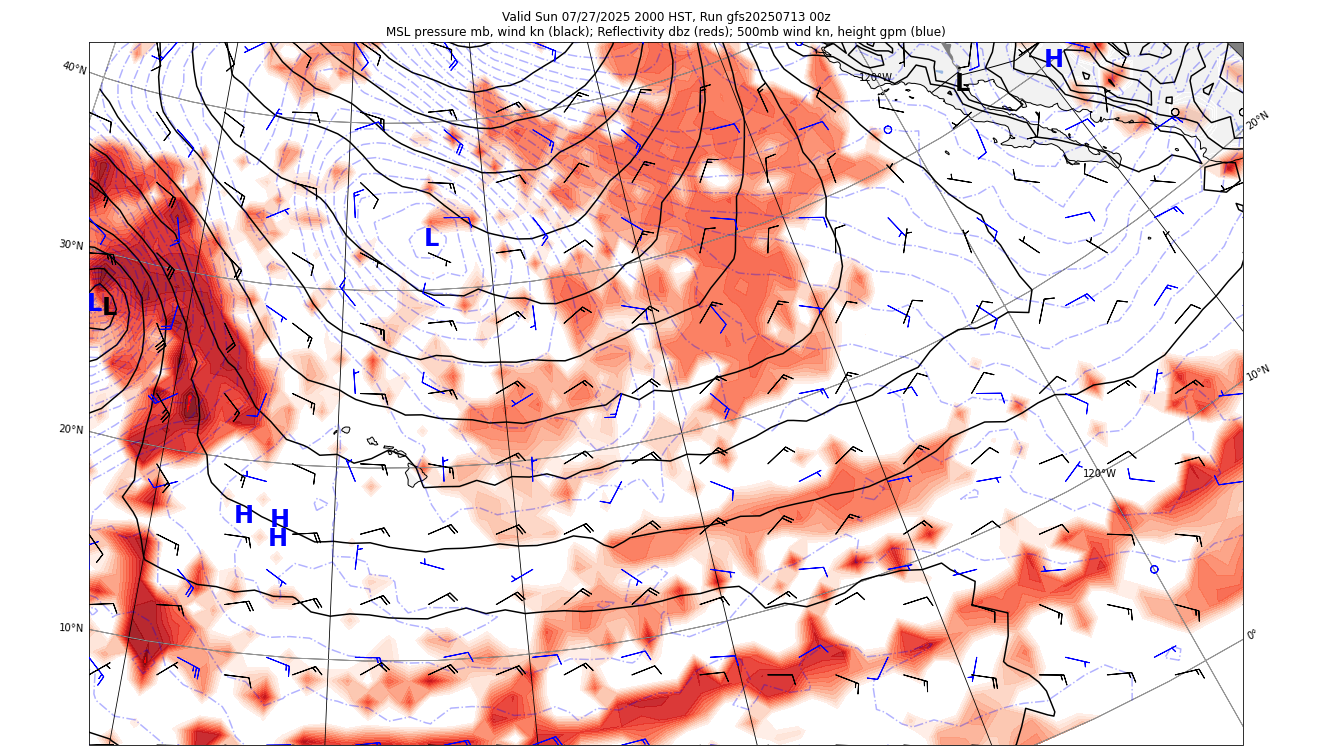 Valid Sun 07/27/2025 2000 HST, Run gfs20250713 00z
MSL pressure mb, wind kn (black); Reflectivity dbz (reds); 500mb wind kn, height gpm (blue)
40°N
120°W
L
H
20°N
30°N
L
L
L
10°N
20°N
120°W
H
H
H
10°N
0°